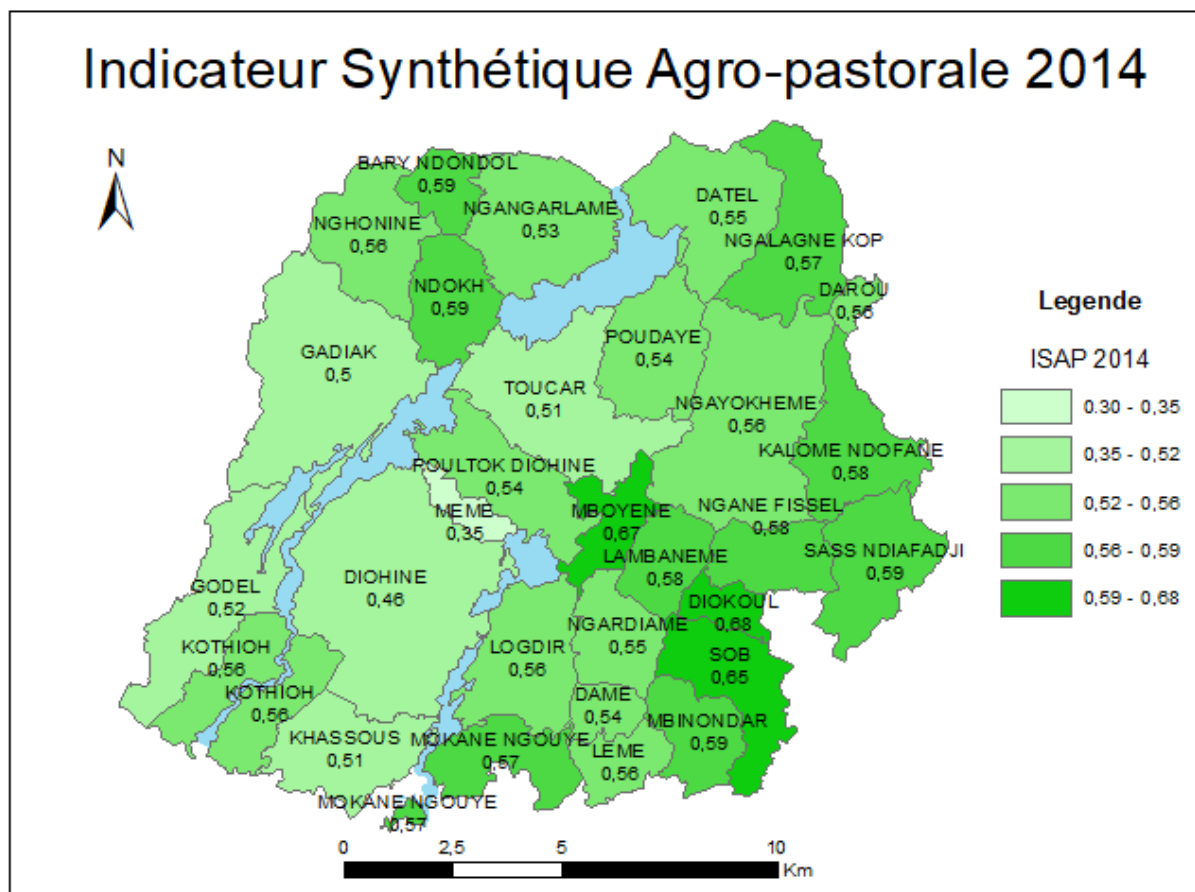 Indicateur Synthétique Agro-pastorale 2014
N
BARY NDONDOL
0,59
NGHONINE
0,56
NGANGARLAME
0,53
DATEL
0,55
NGALAGNE KOP
0,57
NDOKH
0,59
DAROU
0,56
GADIAK
0,5
POUDAYE
0,54
TOUCAR
0,51
NGAYOKHEME
0,56
KALOME NDOFANE
0,58
POULTOK DIOHINE
0,54
MEME
0,35
MBOYENE
0,67
NGANE FISSEL
0,58
LAMBANEME
0,58
SASS NDIAFADJI
0,59
GODEL
0,52
DIOHINE
0,46
DIOKOUL
0,68
NGARDIAME
0,55
LOGDIR
0,56
SOB
0,65
KOTHIOH
0,56
KOTHIOH
0,56
DAME
0,54
MBINONDAR
0,59
KHASSOUS
0,51
MOKANE NGOUYE
0,57
LEME
0,56
MOKANE NGOUYE
0,57
0 2,5 5 10
Km
Legende
ISAP 2014
0.30 - 0,35
0,35 - 0,52
0,52 - 0,56
0,56 - 0,59
0,59 - 0,68